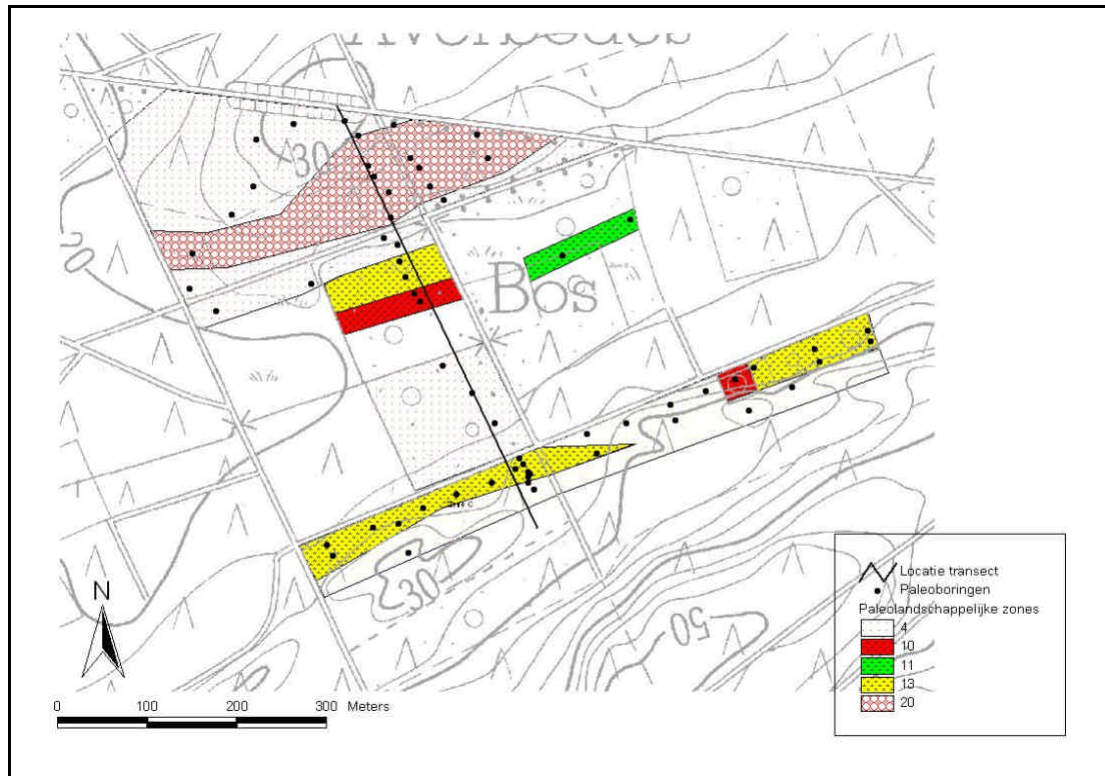 Averbodes
30
20
Bos
30
50
N
0 100 200 300 Meters
Locatie transect
Paleoboringen
Paleolandschappelijke zones
4
10
11
13
20